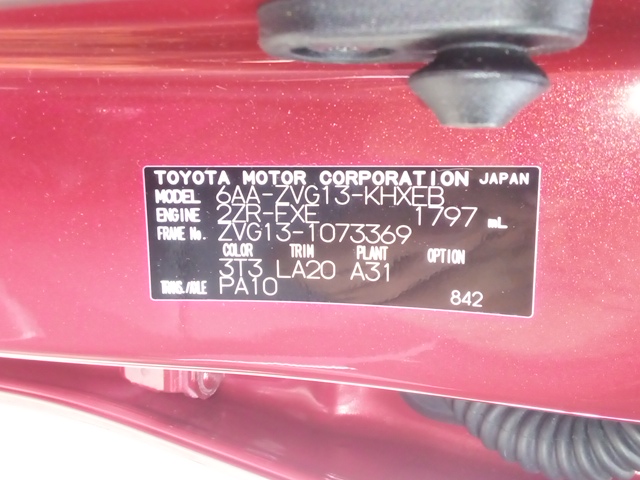 TOYOTA MOTOR CORPORATION JAPAN
MODEL 6AA-ZVG13-KHXEB
ENGINE 2ZR-FXE 1797 mL
FRAME No. ZVG13-1073369
COLOR TRIM PLANT OPTION
3T3 LA20 A31
TRANS./AXLE PA10
842